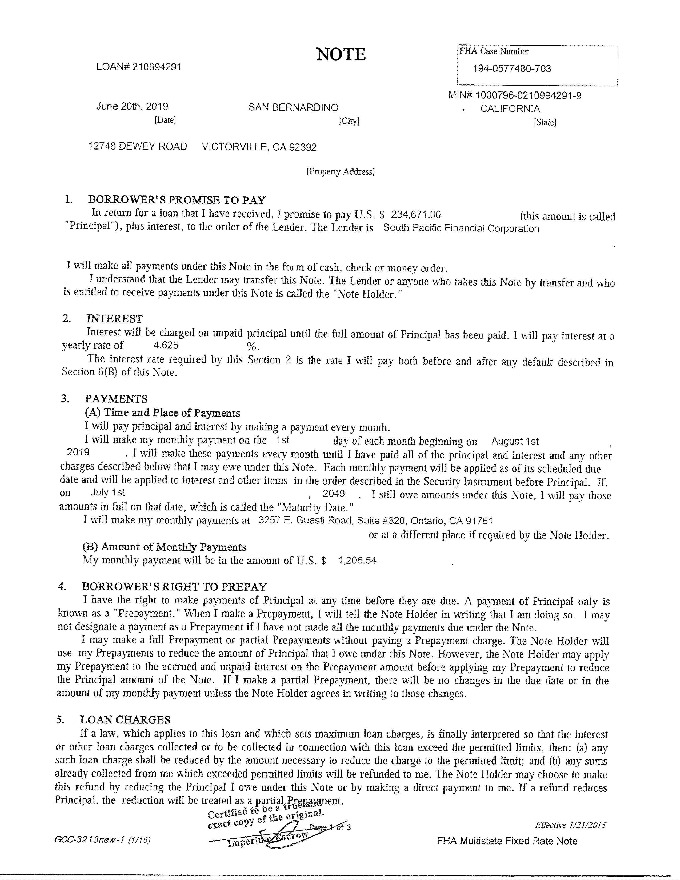 NOTE
LOAN# 210994291
FHA Case Number
194-0577480-703
MIN# 1000796-0210994291-9
June 20th, 2019 SAN BERNARDINO CALIFORNIA
[Date] [City] [State]
12748 DEWEY ROAD VICTORVILLE, CA 92392
[Property Address]
1. BORROWER'S PROMISE TO PAY
In return for a loan that I have received, I promise to pay U.S. $ 234,671.00 (this amount is called
"Principal"), plus interest, to the order of the Lender. The Lender is South Pacific Financial Corporation
.
I will make all payments under this Note in the form of cash, check or money order.
I understand that the Lender may transfer this Note. The Lender or anyone who takes this Note by transfer and who
is entitled to receive payments under this Note is called the "Note Holder."
2. INTEREST
Interest will be charged on unpaid principal until the full amount of Principal has been paid. I will pay interest at a
yearly rate of 4.625 %.
The interest rate required by this Section 2 is the rate I will pay both before and after any default described in
Section 6(B) of this Note.
3. PAYMENTS
(A) Time and Place of Payments
I will pay principal and interest by making a payment every month.
I will make my monthly payment on the 1st day of each month beginning on August 1st ,
2019 . I will make these payments every month until I have paid all of the principal and interest and any other
charges described below that I may owe under this Note. Each monthly payment will be applied as of its scheduled due
date and will be applied to interest and other items in the order described in the Security Instrument before Principal. If,
on July 1st , 2049 , I still owe amounts under this Note, I will pay those
amounts in full on that date, which is called the "Maturity Date."
I will make my monthly payments at 3257 E. Guasti Road, Suite #320, Ontario, CA 91761
or at a different place if required by the Note Holder.
(B) Amount of Monthly Payments
My monthly payment will be in the amount of U.S. $ 1,206.54 .
4. BORROWER'S RIGHT TO PREPAY
I have the right to make payments of Principal at any time before they are due. A payment of Principal only is
known as a "Prepayment." When I make a Prepayment, I will tell the Note Holder in writing that I am doing so. I may
not designate a payment as a Prepayment if I have not made all the monthly payments due under the Note.
I may make a full Prepayment or partial Prepayments without paying a Prepayment charge. The Note Holder will
use my Prepayments to reduce the amount of Principal that I owe under this Note. However, the Note Holder may apply
my Prepayment to the accrued and unpaid interest on the Prepayment amount before applying my Prepayment to reduce
the Principal amount of the Note. If I make a partial Prepayment, there will be no changes in the due date or in the
amount of my monthly payment unless the Note Holder agrees in writing to those changes.
5. LOAN CHARGES
If a law, which applies to this loan and which sets maximum loan charges, is finally interpreted so that the interest
or other loan charges collected or to be collected in connection with this loan exceed the permitted limits, then: (a) any
such loan charge shall be reduced by the amount necessary to reduce the charge to the permitted limit; and (b) any sums
already collected from me which exceeded permitted limits will be refunded to me. The Note Holder may choose to make
this refund by reducing the Principal I owe under this Note or by making a direct payment to me. If a refund reduces
Principal, the reduction will be treated as a partial Prepayment.
Certified to be a true and
exact copy of the original.
Page 1 of 3
Imperial Escrow
Effective 1/21/2015
GCC-3213new-1 (1/15) FHA Multistate Fixed Rate Note